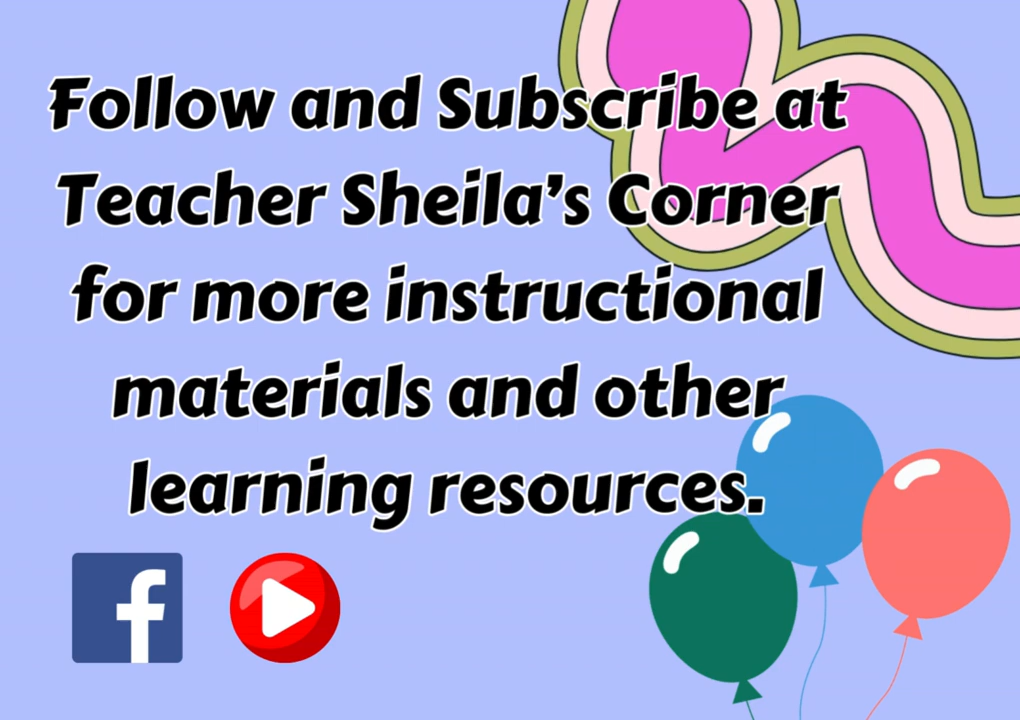 Follow and Subscribe at
Teacher Sheila’s Corner
for more instructional
materials and other
learning resources.